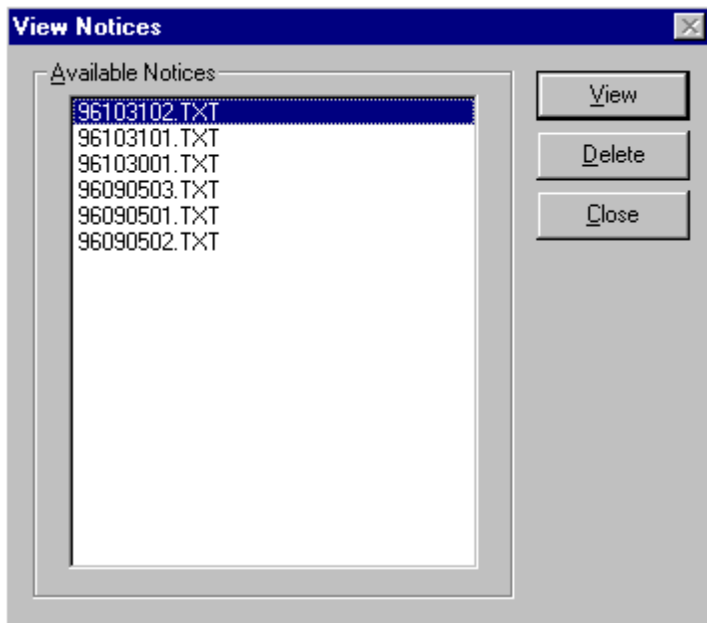 View Notices
Available Notices
96103102.TXT
96103101.TXT
96103001.TXT
96090503.TXT
96090501.TXT
96090502.TXT
View
Delete
Close